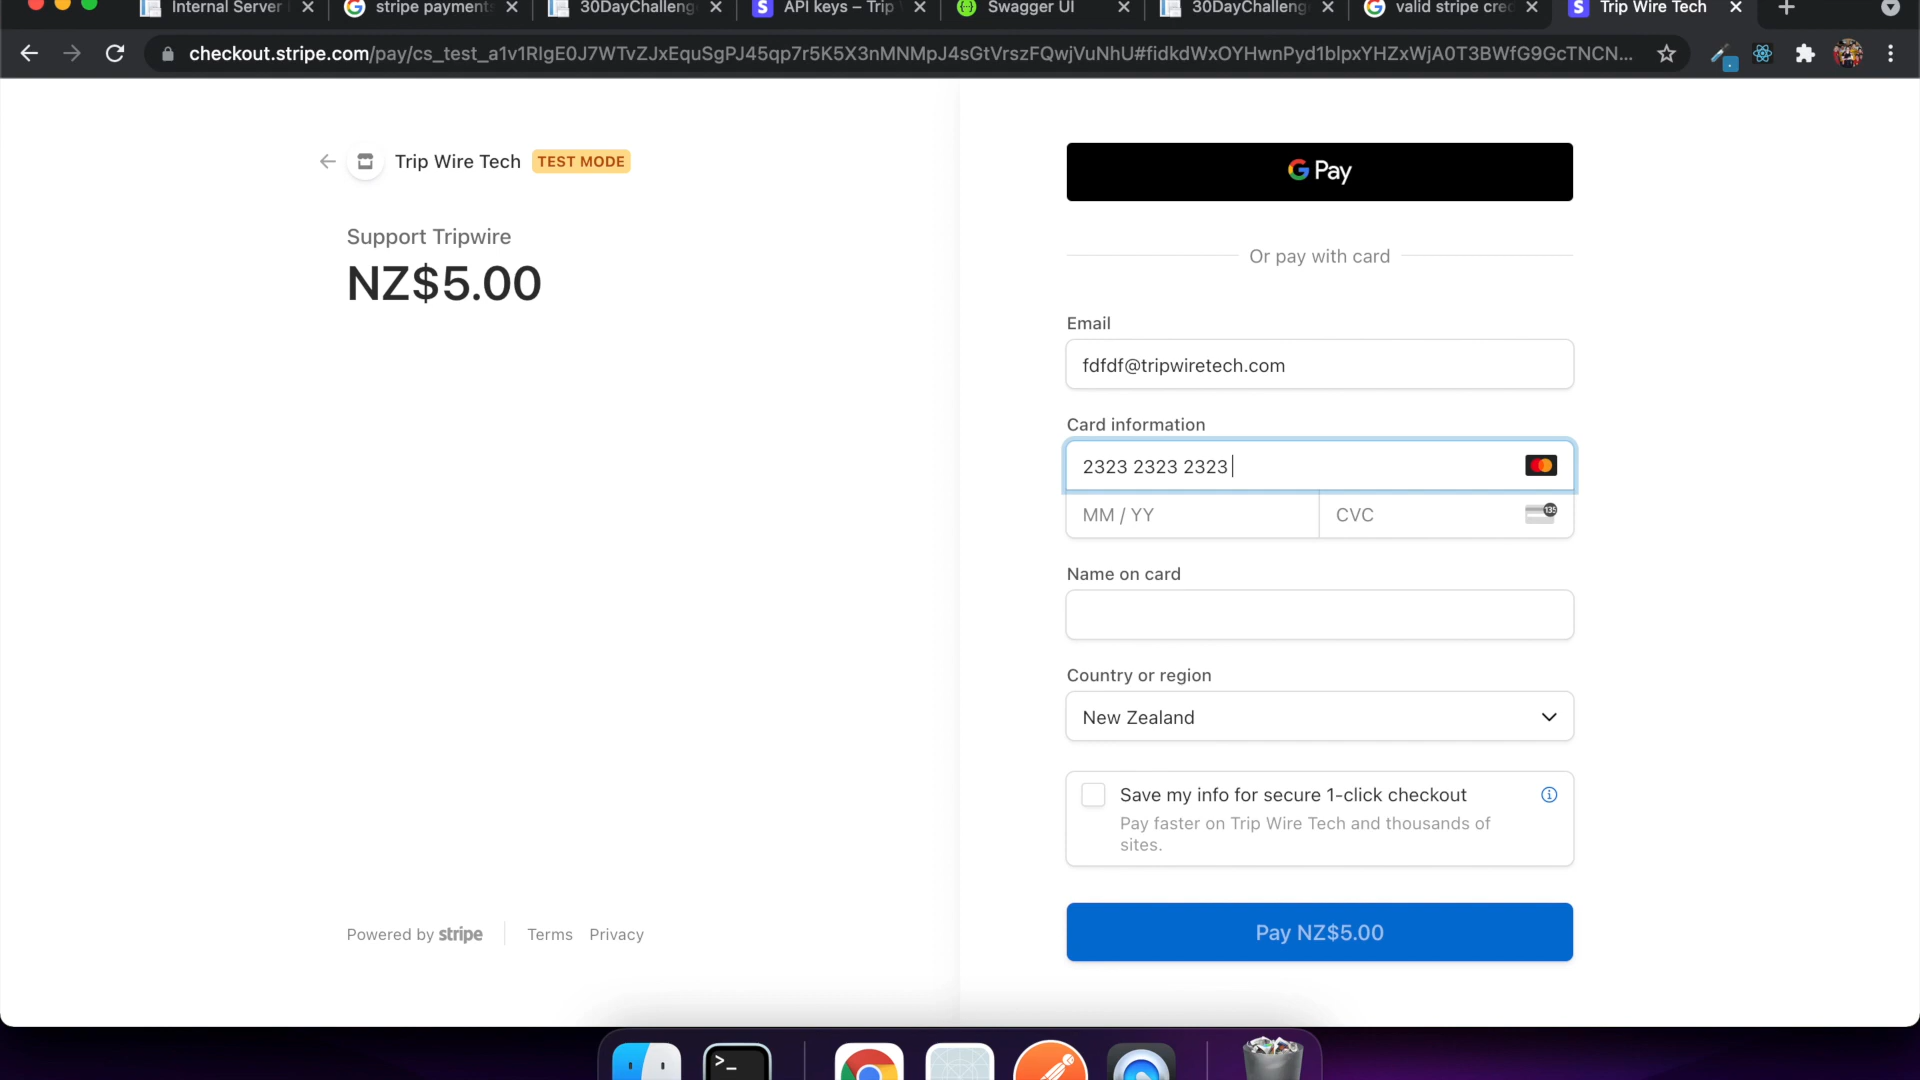 Internal Server
stripe payment
30DayChalleng
API keys – Trip
Swagger UI
30DayChalleng
valid stripe cred
Trip Wire Tech
checkout.stripe.com/pay/cs_test_a1v1RlgE0J7WTvZJxEquSgPJ45qp7r5K5X3nMNMpJ4sGtVrszFQwjVuNhU#fidkdWxOYHwnPyd1blpxYHZxWjA0T3BWfG9GcTNCN...
Trip Wire Tech TEST MODE
Support Tripwire
NZ$5.00
G Pay
Or pay with card
Email
fdfdf@tripwiretech.com
Card information
2323 2323 2323
MM / YY
CVC
135
Name on card
Country or region
New Zealand
Save my info for secure 1-click checkout
Pay faster on Trip Wire Tech and thousands of
sites.
Pay NZ$5.00
Powered by stripe
Terms Privacy